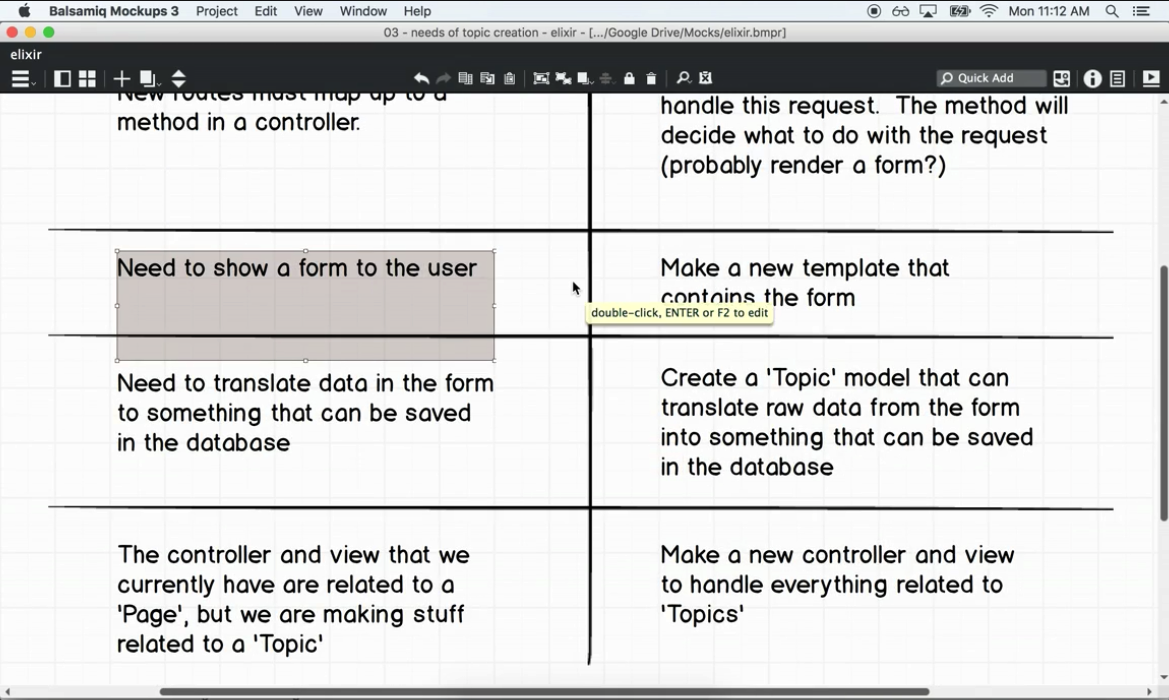 Balsamiq Mockups 3 Project Edit View Window Help Mon 11:12 AM
03 - needs of topic creation - elixir - [.../Google Drive/Mocks/elixir.bmpr]
elixir
Quick Add
New routes must map up to a
method in a controller.
handle this request. The method will
decide what to do with the request
(probably render a form?)
Need to show a form to the user
Make a new template that
contains the form
double-click, ENTER or F2 to edit
Need to translate data in the form
to something that can be saved
in the database
Create a 'Topic' model that can
translate raw data from the form
into something that can be saved
in the database
The controller and view that we
currently have are related to a
'Page', but we are making stuff
related to a 'Topic'
Make a new controller and view
to handle everything related to
'Topics'